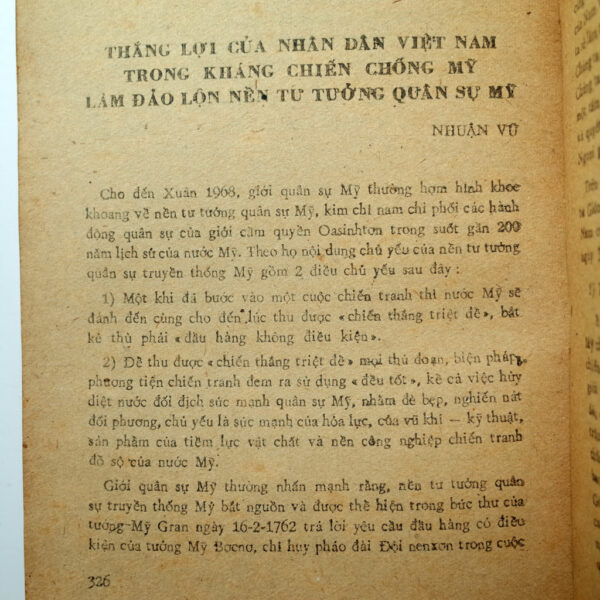 THẮNG LỢI CỦA NHÂN DÂN VIỆT NAM
TRONG KHÁNG CHIẾN CHỐNG MỸ
LÀM ĐẢO LỘN NỀN TƯ TƯỞNG QUÂN SỰ MỸ
NHUẬN VŨ
Cho đến Xuân 1968, giới quân sự Mỹ thường hợm hĩnh khoe
khoang về nền tư tưởng quân sự Mỹ, kim chỉ nam chi phối các hành
động quân sự của giới cầm quyền Oasinhtơn trong suốt gần 200
năm lịch sử của nước Mỹ. Theo họ nội dung chủ yếu của nền tư tưởng
quân sự truyền thống Mỹ gồm 2 điều chủ yếu sau đây :
1) Một khi đã bước vào một cuộc chiến tranh thì nước Mỹ sẽ
đánh đến cùng cho đến lúc thu được « chiến thắng triệt để », bắt
kẻ thù phải « đầu hàng không điều kiện ».
2) Để thu được « chiến thắng triệt để » mọi thủ đoạn, biện pháp,
phương tiện chiến tranh đem ra sử dụng « đều tốt », kể cả việc hủy
diệt nước đối địch sức mạnh quân sự Mỹ, nhằm đè bẹp, nghiền nát
đối phương, chủ yếu là sức mạnh của hỏa lực, của vũ khí — kỹ thuật,
sản phẩm của tiềm lực vật chất và nền công nghiệp chiến tranh
đồ sộ của nước Mỹ.
Giới quân sự Mỹ thường nhấn mạnh rằng, nền tư tưởng quân
sự truyền thống Mỹ bắt nguồn và được thể hiện trong bức thư của
tướng Mỹ Gran ngày 16-2-1762 trả lời yêu cầu đầu hàng có điều
kiện của tướng Mỹ Bocnơ, chỉ huy pháo đài Đội nenxơn trong cuộc
326